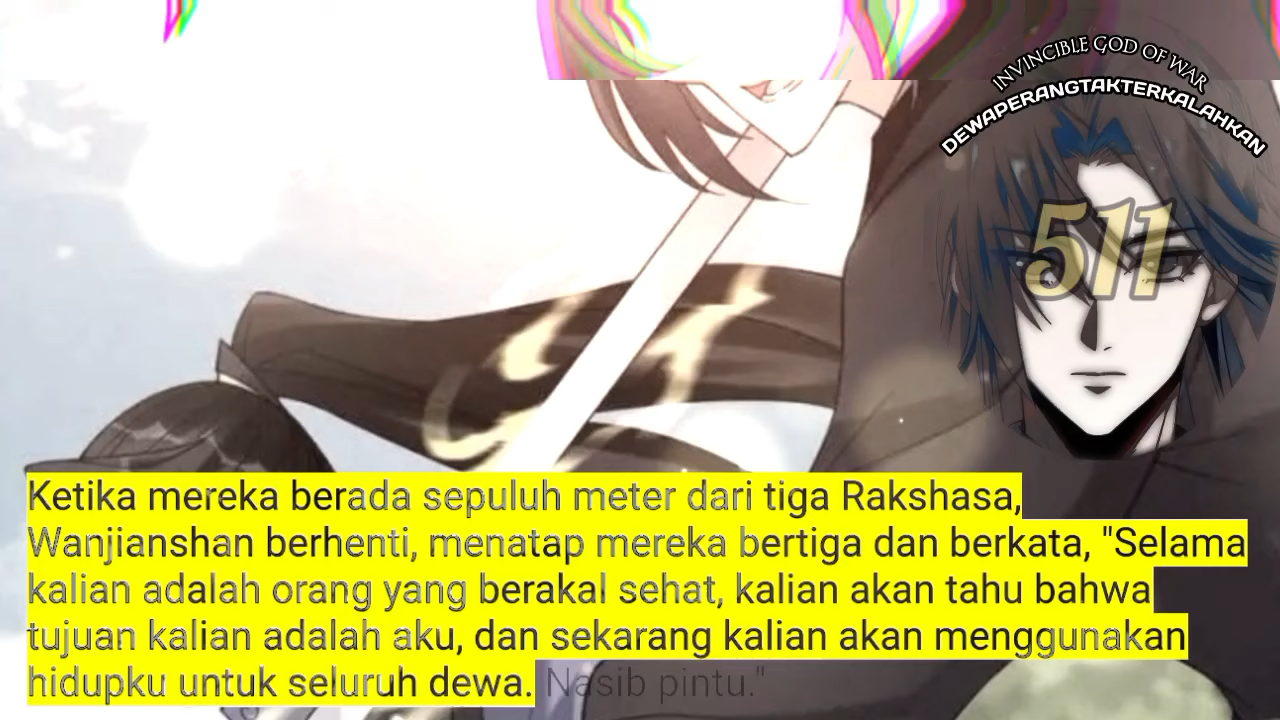 INVINCIBLE GOD OF WAR
DEWAPERANGTAKTERKALAHKAN
511
Ketika mereka berada sepuluh meter dari tiga Rakshasa,
Wanjianshan berhenti, menatap mereka bertiga dan berkata, "Selama
kalian adalah orang yang berakal sehat, kalian akan tahu bahwa
tujuan kalian adalah aku, dan sekarang kalian akan menggunakan
hidupku untuk seluruh dewa. Nasib pintu."